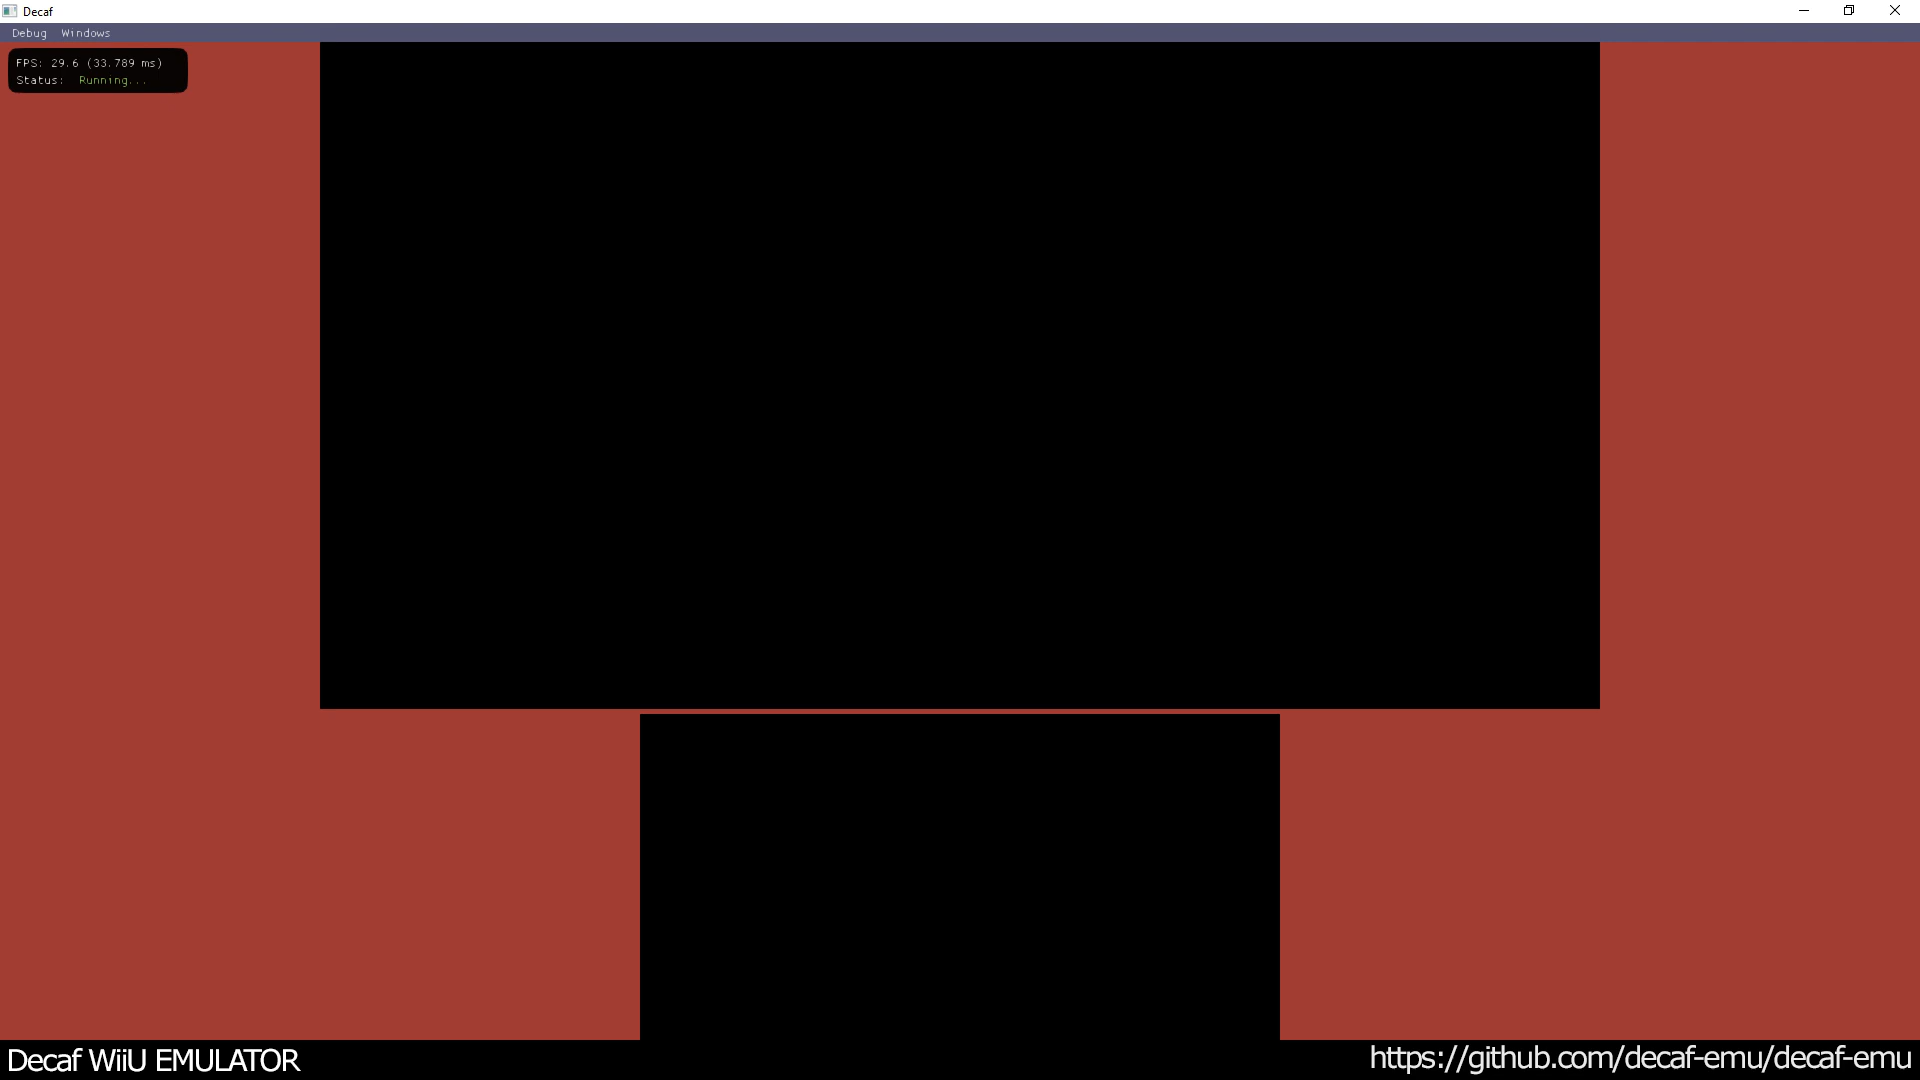 Decaf
Debug Windows
FPS: 29.6 (33.789 ms)
Status: Running...
Decaf WiiU EMULATOR
https://github.com/decaf-emu/decaf-emu